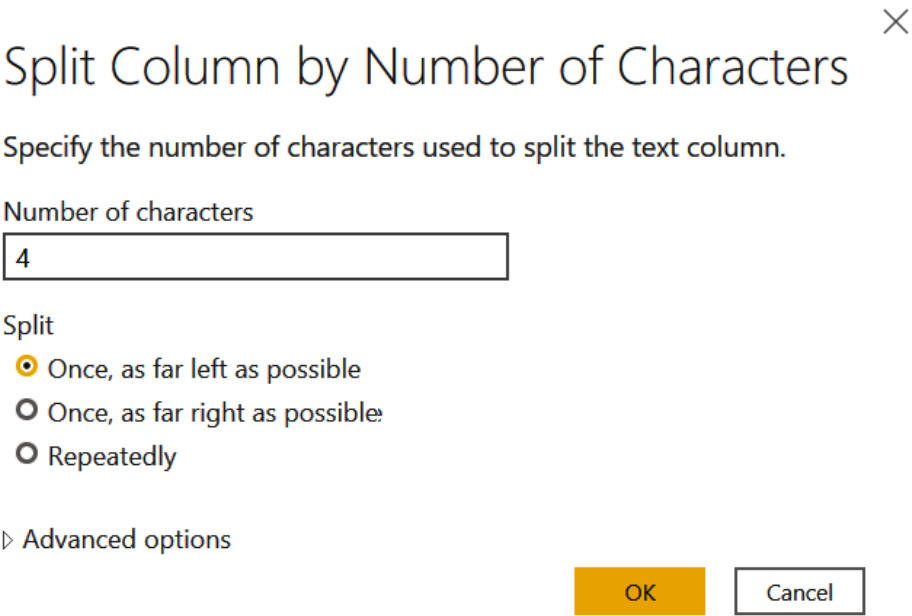 Split Column by Number of Characters
Specify the number of characters used to split the text column.
Number of characters
4
Split
Once, as far left as possible
Once, as far right as possible
Repeatedly
Advanced options
OK
Cancel